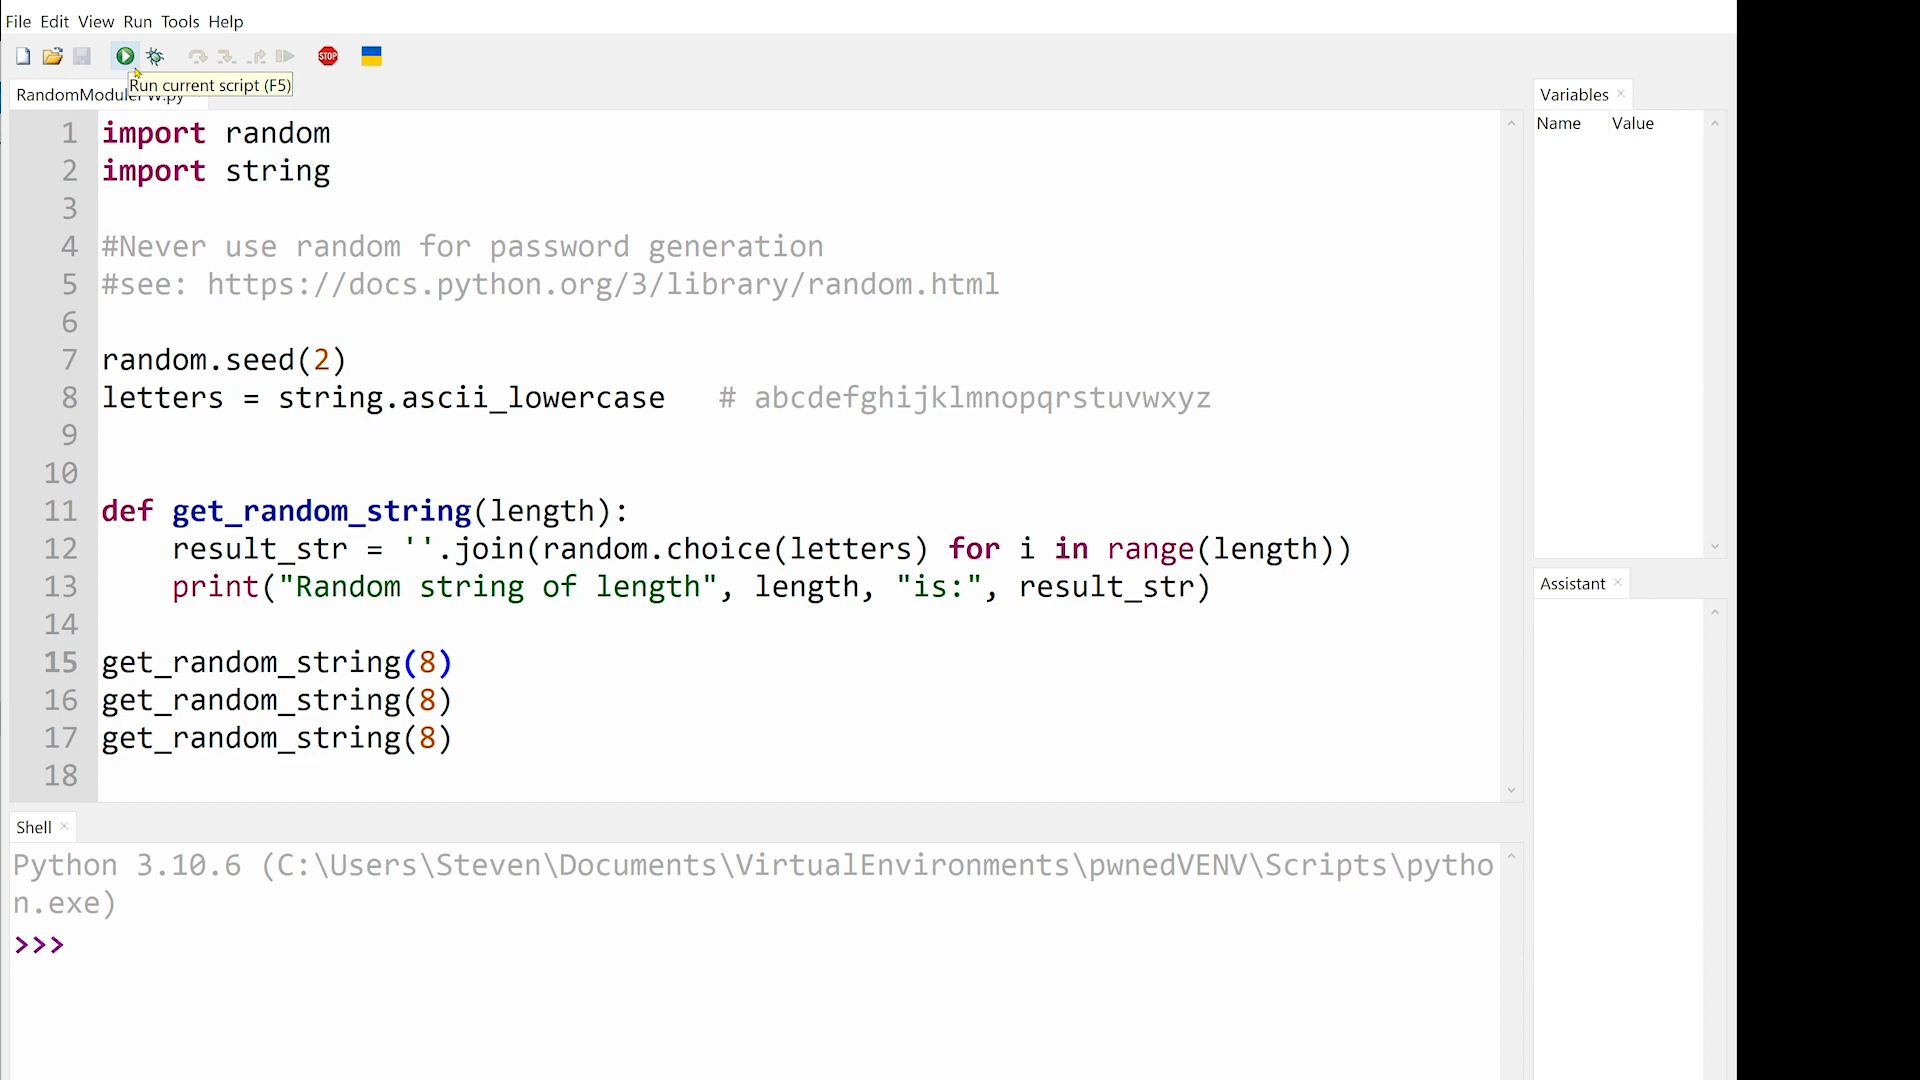 File Edit View Run Tools Help
STOP
Run current script (F5)
Variables
Name Value
1 import random
2 import string
3
4 #Never use random for password generation
5 #see: https://docs.python.org/3/library/random.html
6
7 random.seed(2)
8 letters = string.ascii_lowercase   # abcdefghijklmnopqrstuvwxyz
9
10
11 def get_random_string(length):
12     result_str = ''.join(random.choice(letters) for i in range(length))
13     print("Random string of length", length, "is:", result_str)
14
15 get_random_string(8)
16 get_random_string(8)
17 get_random_string(8)
18
Assistant
Shell
Python 3.10.6 (C:\Users\Steven\Documents\VirtualEnvironments\pwnedVENV\Scripts\pytho
n.exe)
>>>